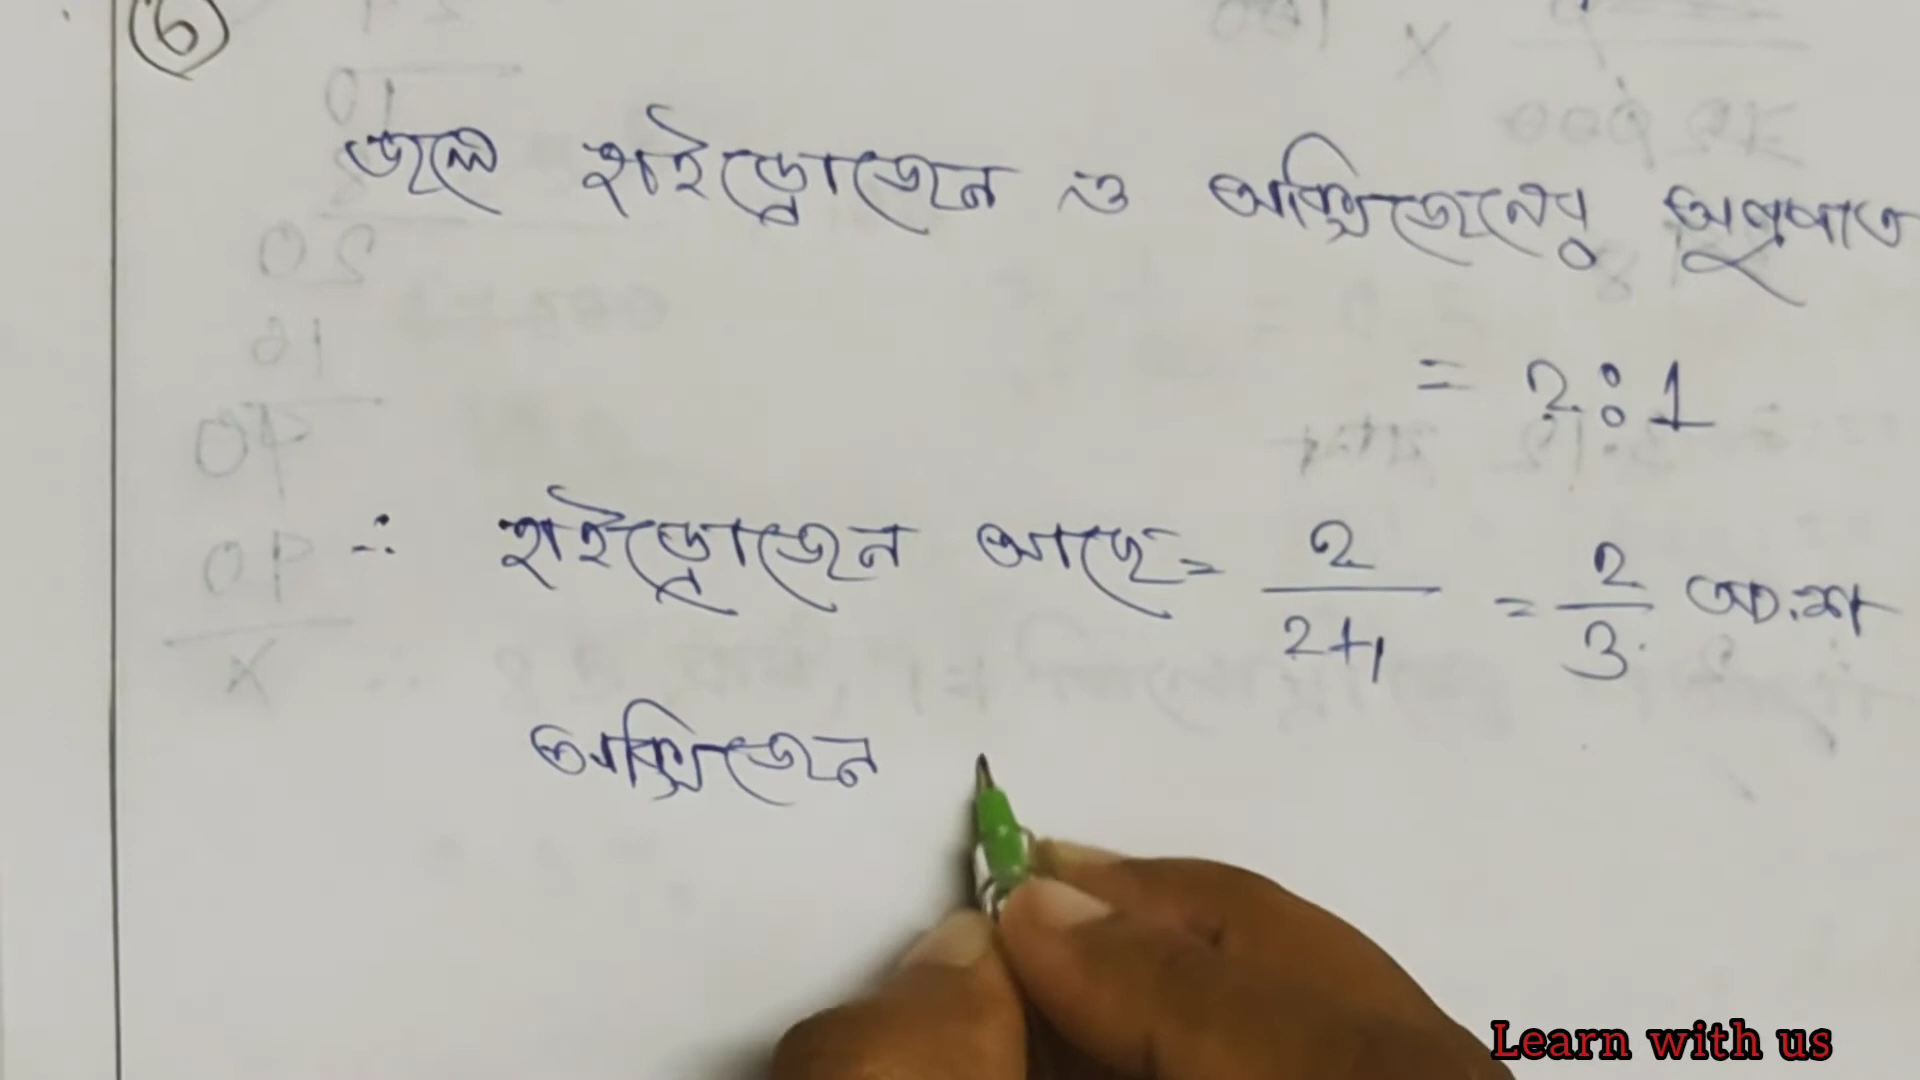 6
জলে হাইড্রোজেন ও অক্সিজেনের অনুপাত
= 2:1
∴ হাইড্রোজেন আছে = 2/2+1 = 2/3 অংশ
অক্সিজেন
Learn with us